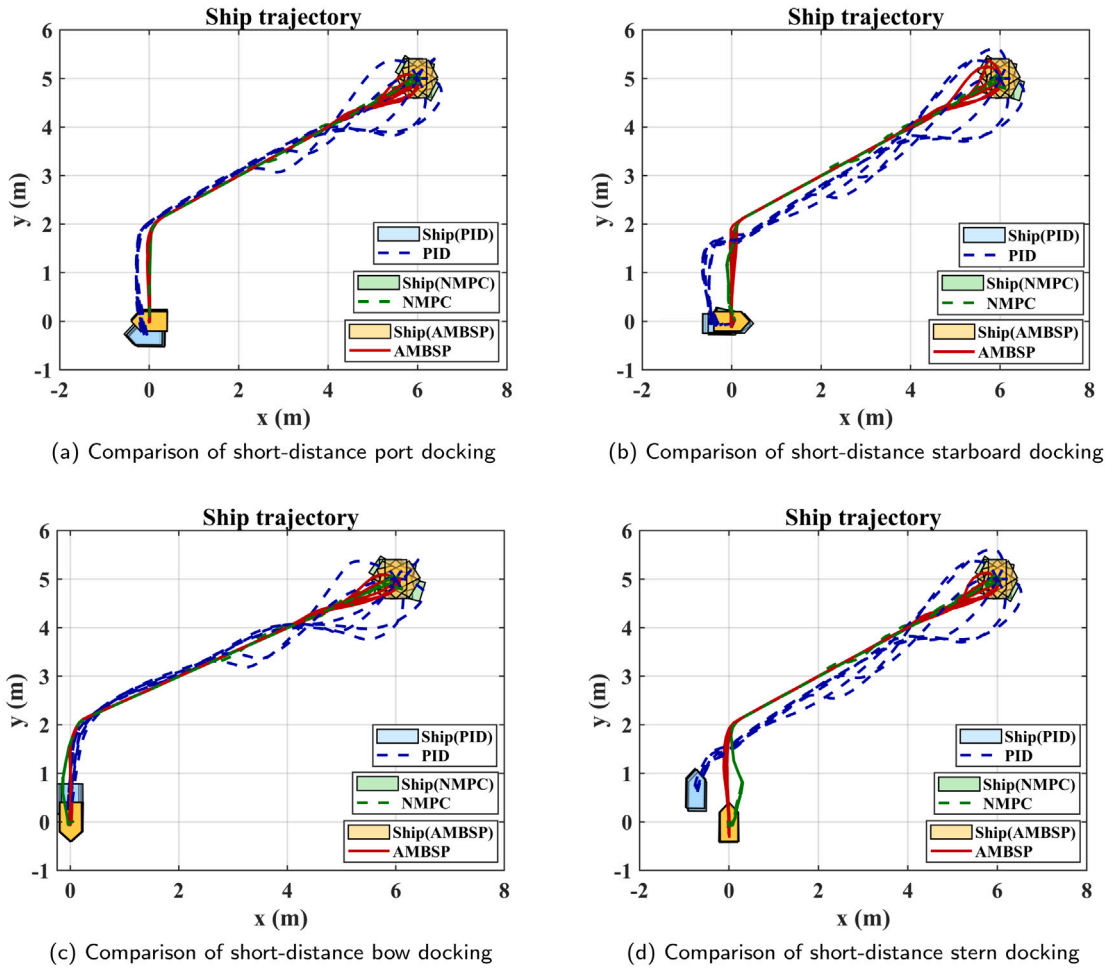 Ship trajectory
6
5
4
3
2
1
0
-1
y (m)
-2
0
2
4
6
8
x (m)
Ship(PID)
PID
Ship(NMPC)
NMPC
Ship(AMBSP)
AMBSP
(a) Comparison of short-distance port docking
Ship trajectory
6
5
4
3
2
1
0
-1
y (m)
-2
0
2
4
6
8
x (m)
Ship(PID)
PID
Ship(NMPC)
NMPC
Ship(AMBSP)
AMBSP
(b) Comparison of short-distance starboard docking
Ship trajectory
6
5
4
3
2
1
0
-1
y (m)
0
2
4
6
8
x (m)
Ship(PID)
PID
Ship(NMPC)
NMPC
Ship(AMBSP)
AMBSP
(c) Comparison of short-distance bow docking
Ship trajectory
6
5
4
3
2
1
0
-1
y (m)
-2
0
2
4
6
8
x (m)
Ship(PID)
PID
Ship(NMPC)
NMPC
Ship(AMBSP)
AMBSP
(d) Comparison of short-distance stern docking